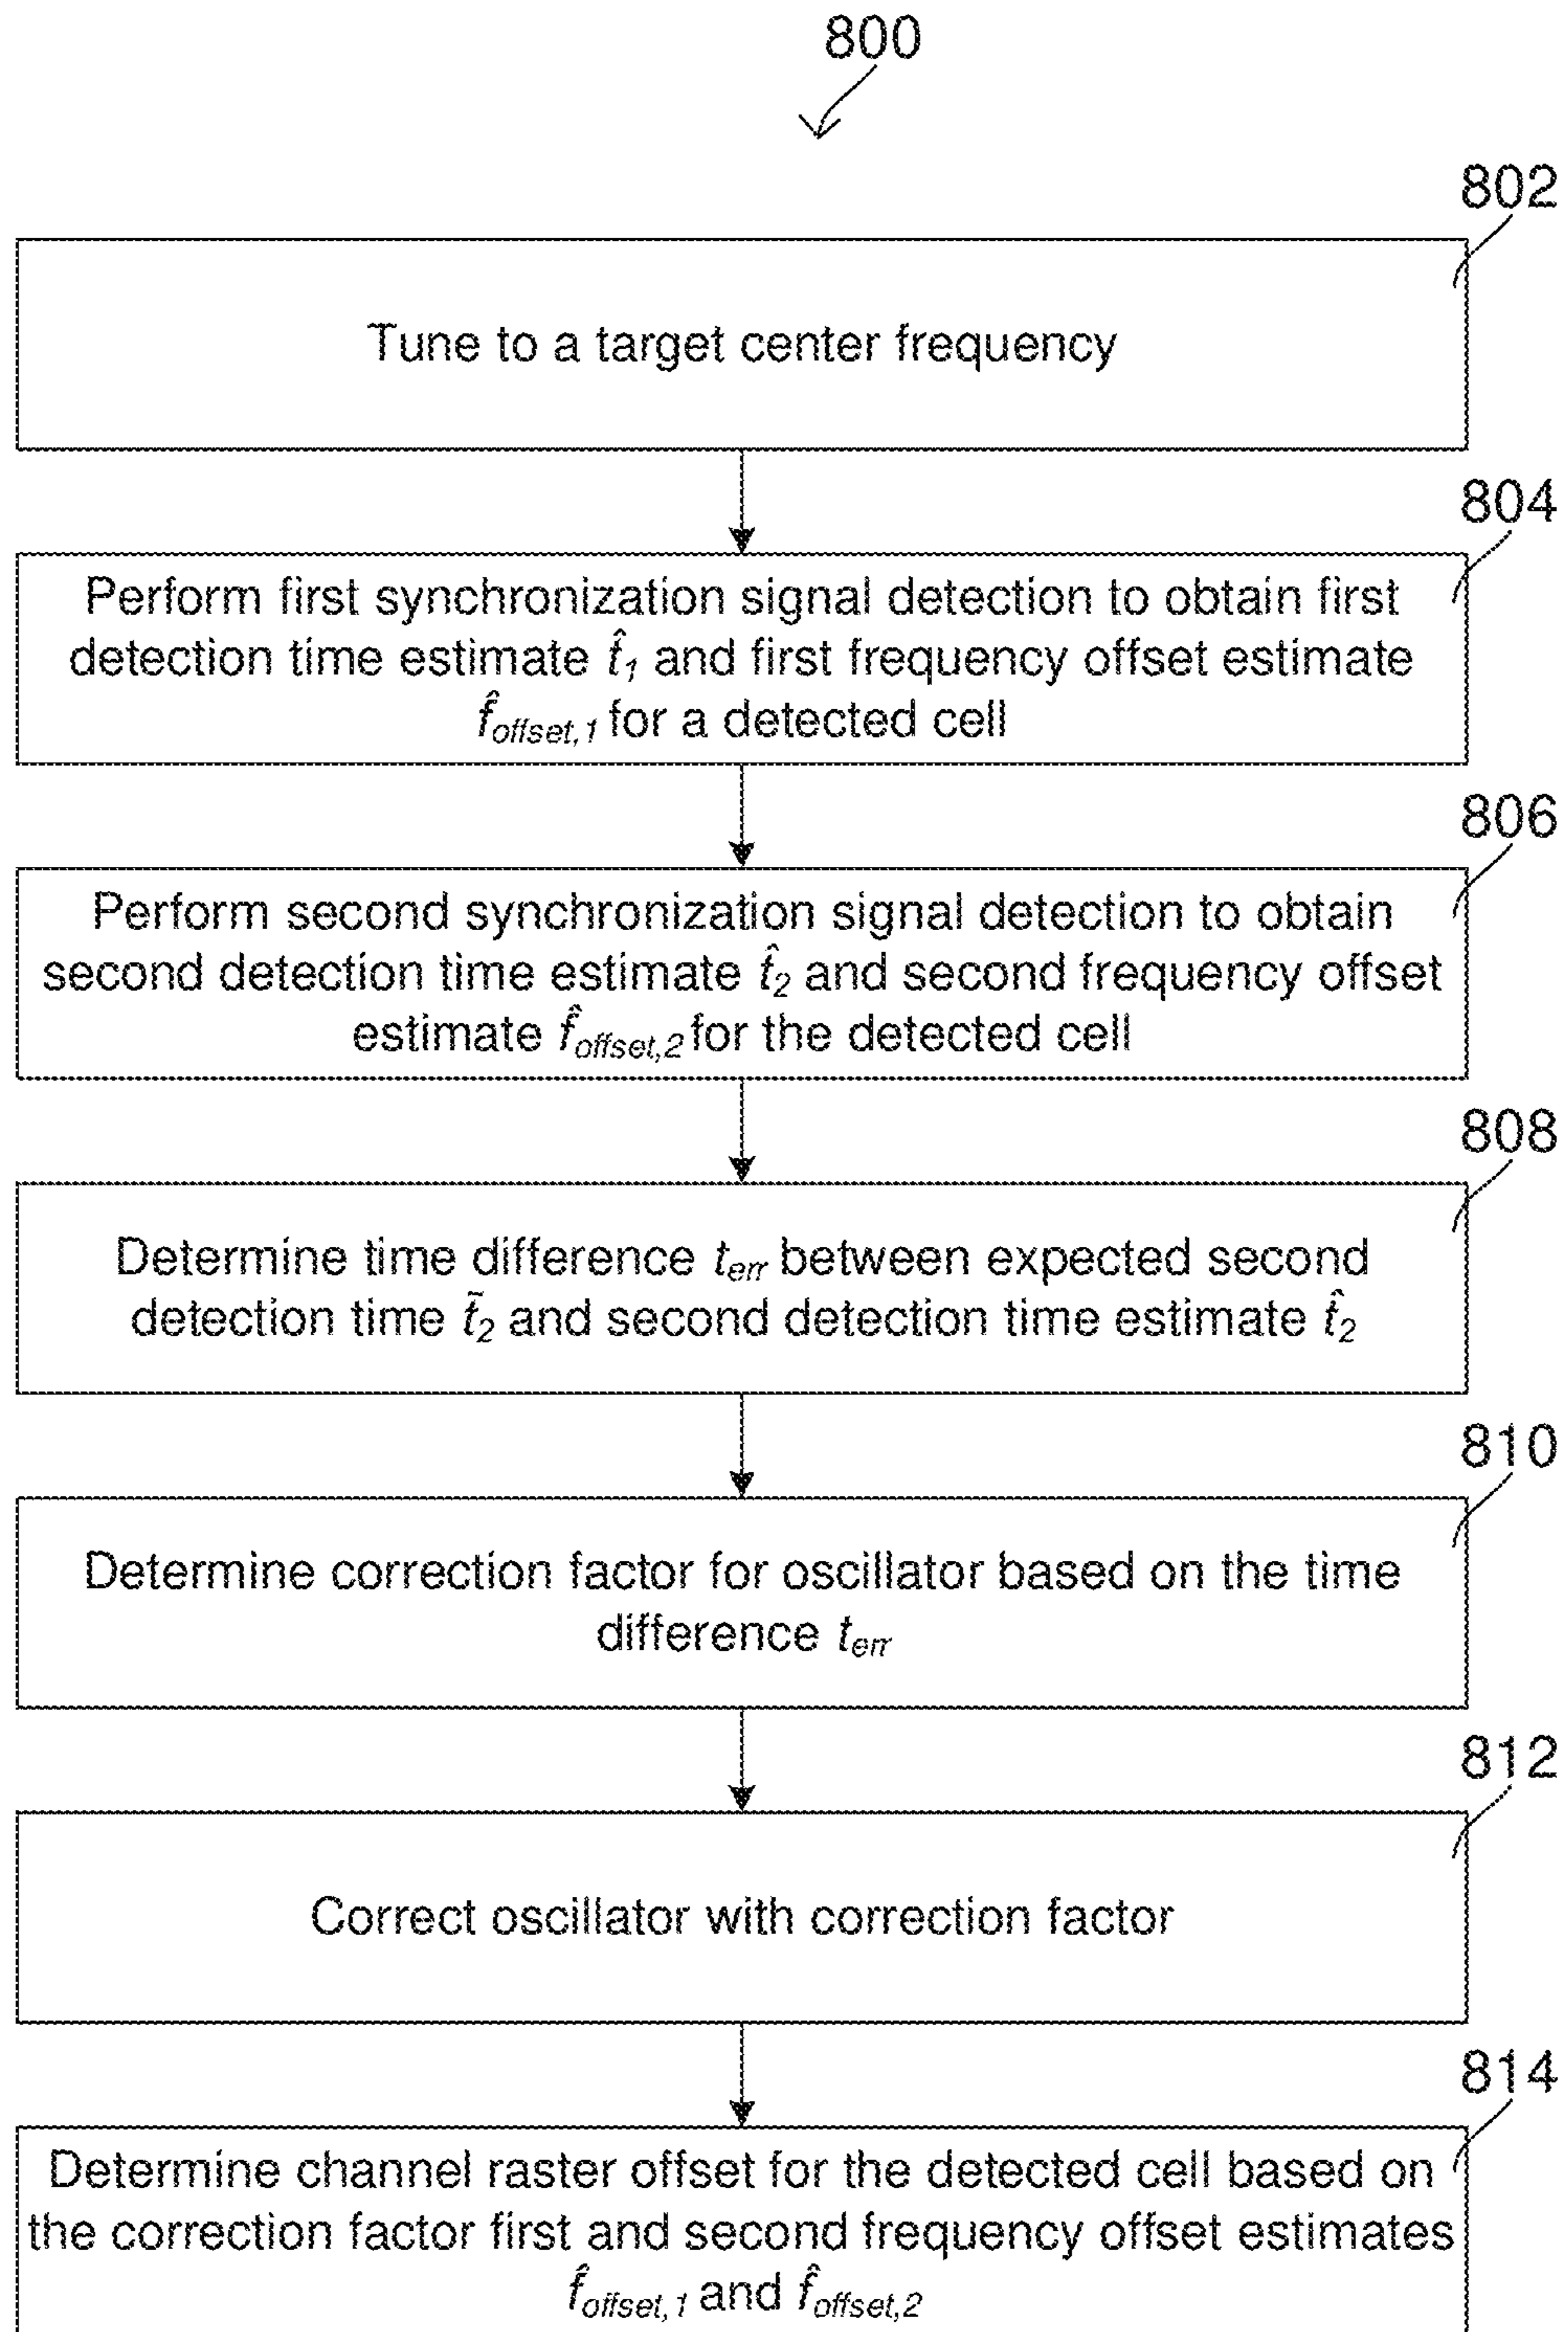 800
802
Tune to a target center frequency
804
Perform first synchronization signal detection to obtain first
detection time estimate t̂₁ and first frequency offset estimate
f̂offset,1 for a detected cell
806
Perform second synchronization signal detection to obtain
second detection time estimate t̂₂ and second frequency offset
estimate f̂offset,2 for the detected cell
808
Determine time difference terr between expected second
detection time t̃₂ and second detection time estimate t̂₂
810
Determine correction factor for oscillator based on the time
difference terr
812
Correct oscillator with correction factor
814
Determine channel raster offset for the detected cell based on
the correction factor first and second frequency offset estimates
f̂offset,1 and f̂offset,2